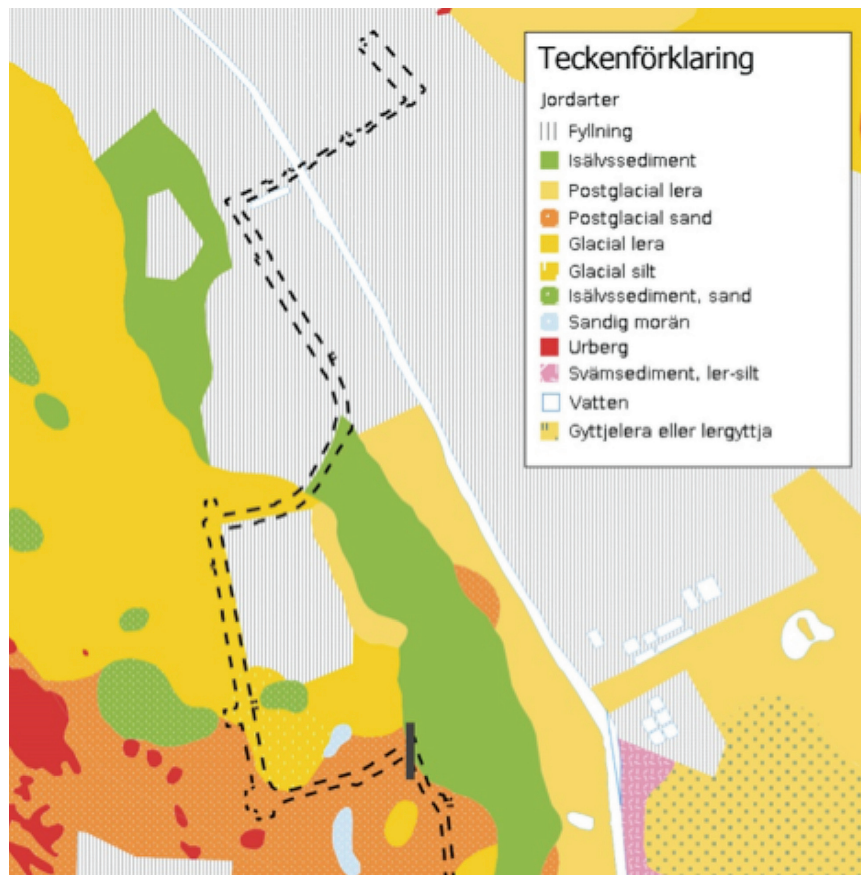 Teckenförklaring
Jordarter
Fyllning
Isälvssediment
Postglacial lera
Postglacial sand
Glacial lera
Glacial silt
Isälvssediment, sand
Sandig morän
Urberg
Svämsediment, ler-silt
Vatten
Gyttjelera eller lergyttja